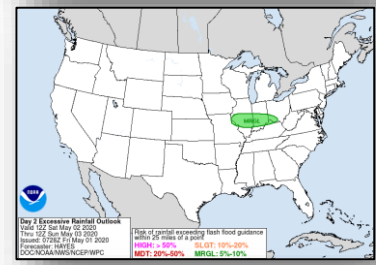 MRGL
NOAA
Day 2 Excessive Rainfall Outlook
Valid 12Z Sat May 02 2020
Thru 12Z Sun May 03 2020
Issued: 0728Z Fri May 01 2020
Forecaster: HAYES
DOC/NOAA/NWS/NCEP/WPC
Risk of rainfall exceeding flash flood guidance
within 25 miles of a point
HIGH: > 50% SLGT: 10%-20%
MDT: 20%-50% MRGL: 5%-10%